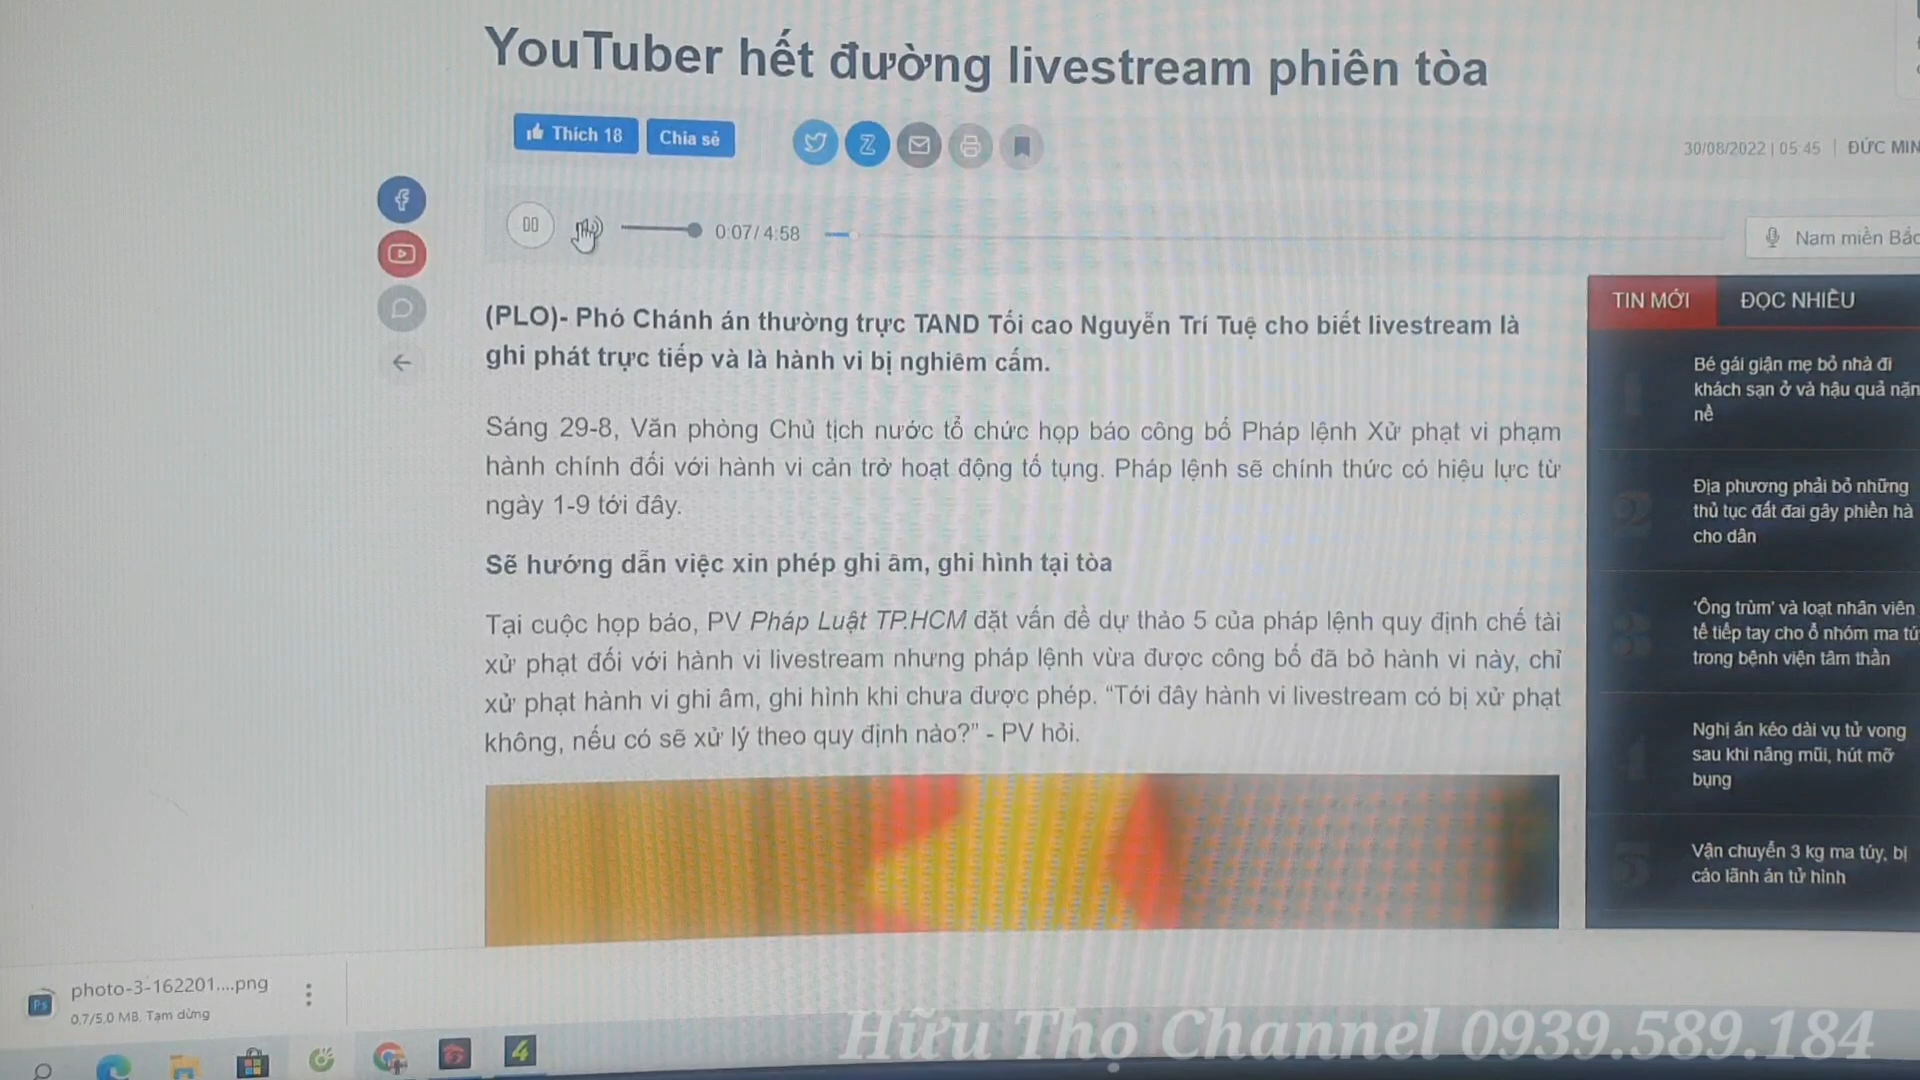 YouTuber hết đường livestream phiên tòa
Thích 18
Chia sẻ
30/08/2022 | 05:45
ĐỨC MIN
0:07/ 4:58
Nam miền Bắc
(PLO)- Phó Chánh án thường trực TAND Tối cao Nguyễn Trí Tuệ cho biết livestream là
ghi phát trực tiếp và là hành vi bị nghiêm cấm.
Sáng 29-8, Văn phòng Chủ tịch nước tổ chức họp báo công bố Pháp lệnh Xử phạt vi phạm
hành chính đối với hành vi cản trở hoạt động tố tụng. Pháp lệnh sẽ chính thức có hiệu lực từ
ngày 1-9 tới đây.
Sẽ hướng dẫn việc xin phép ghi âm, ghi hình tại tòa
Tại cuộc họp báo, PV Pháp Luật TP.HCM đặt vấn đề dự thảo 5 của pháp lệnh quy định chế tài
xử phạt đối với hành vi livestream nhưng pháp lệnh vừa được công bố đã bỏ hành vi này, chỉ
xử phạt hành vi ghi âm, ghi hình khi chưa được phép. “Tới đây hành vi livestream có bị xử phạt
không, nếu có sẽ xử lý theo quy định nào?” - PV hỏi.
TIN MỚI
ĐỌC NHIỀU
1
Bé gái giận mẹ bỏ nhà đi
khách sạn ở và hậu quả nặn
nề
2
Địa phương phải bỏ những
thủ tục đất đai gây phiền hà
cho dân
3
'Ông trùm' và loạt nhân viên
tế tiếp tay cho ổ nhóm ma tú
trong bệnh viện tâm thần
4
Nghi án kéo dài vụ tử vong
sau khi nâng mũi, hút mỡ
bụng
5
Vận chuyển 3 kg ma túy, bị
cáo lãnh án tử hình
Ps
photo-3-162201....png
0,7/5,0 MB, Tạm dừng
Hữu Thọ Channel 0939.589.184